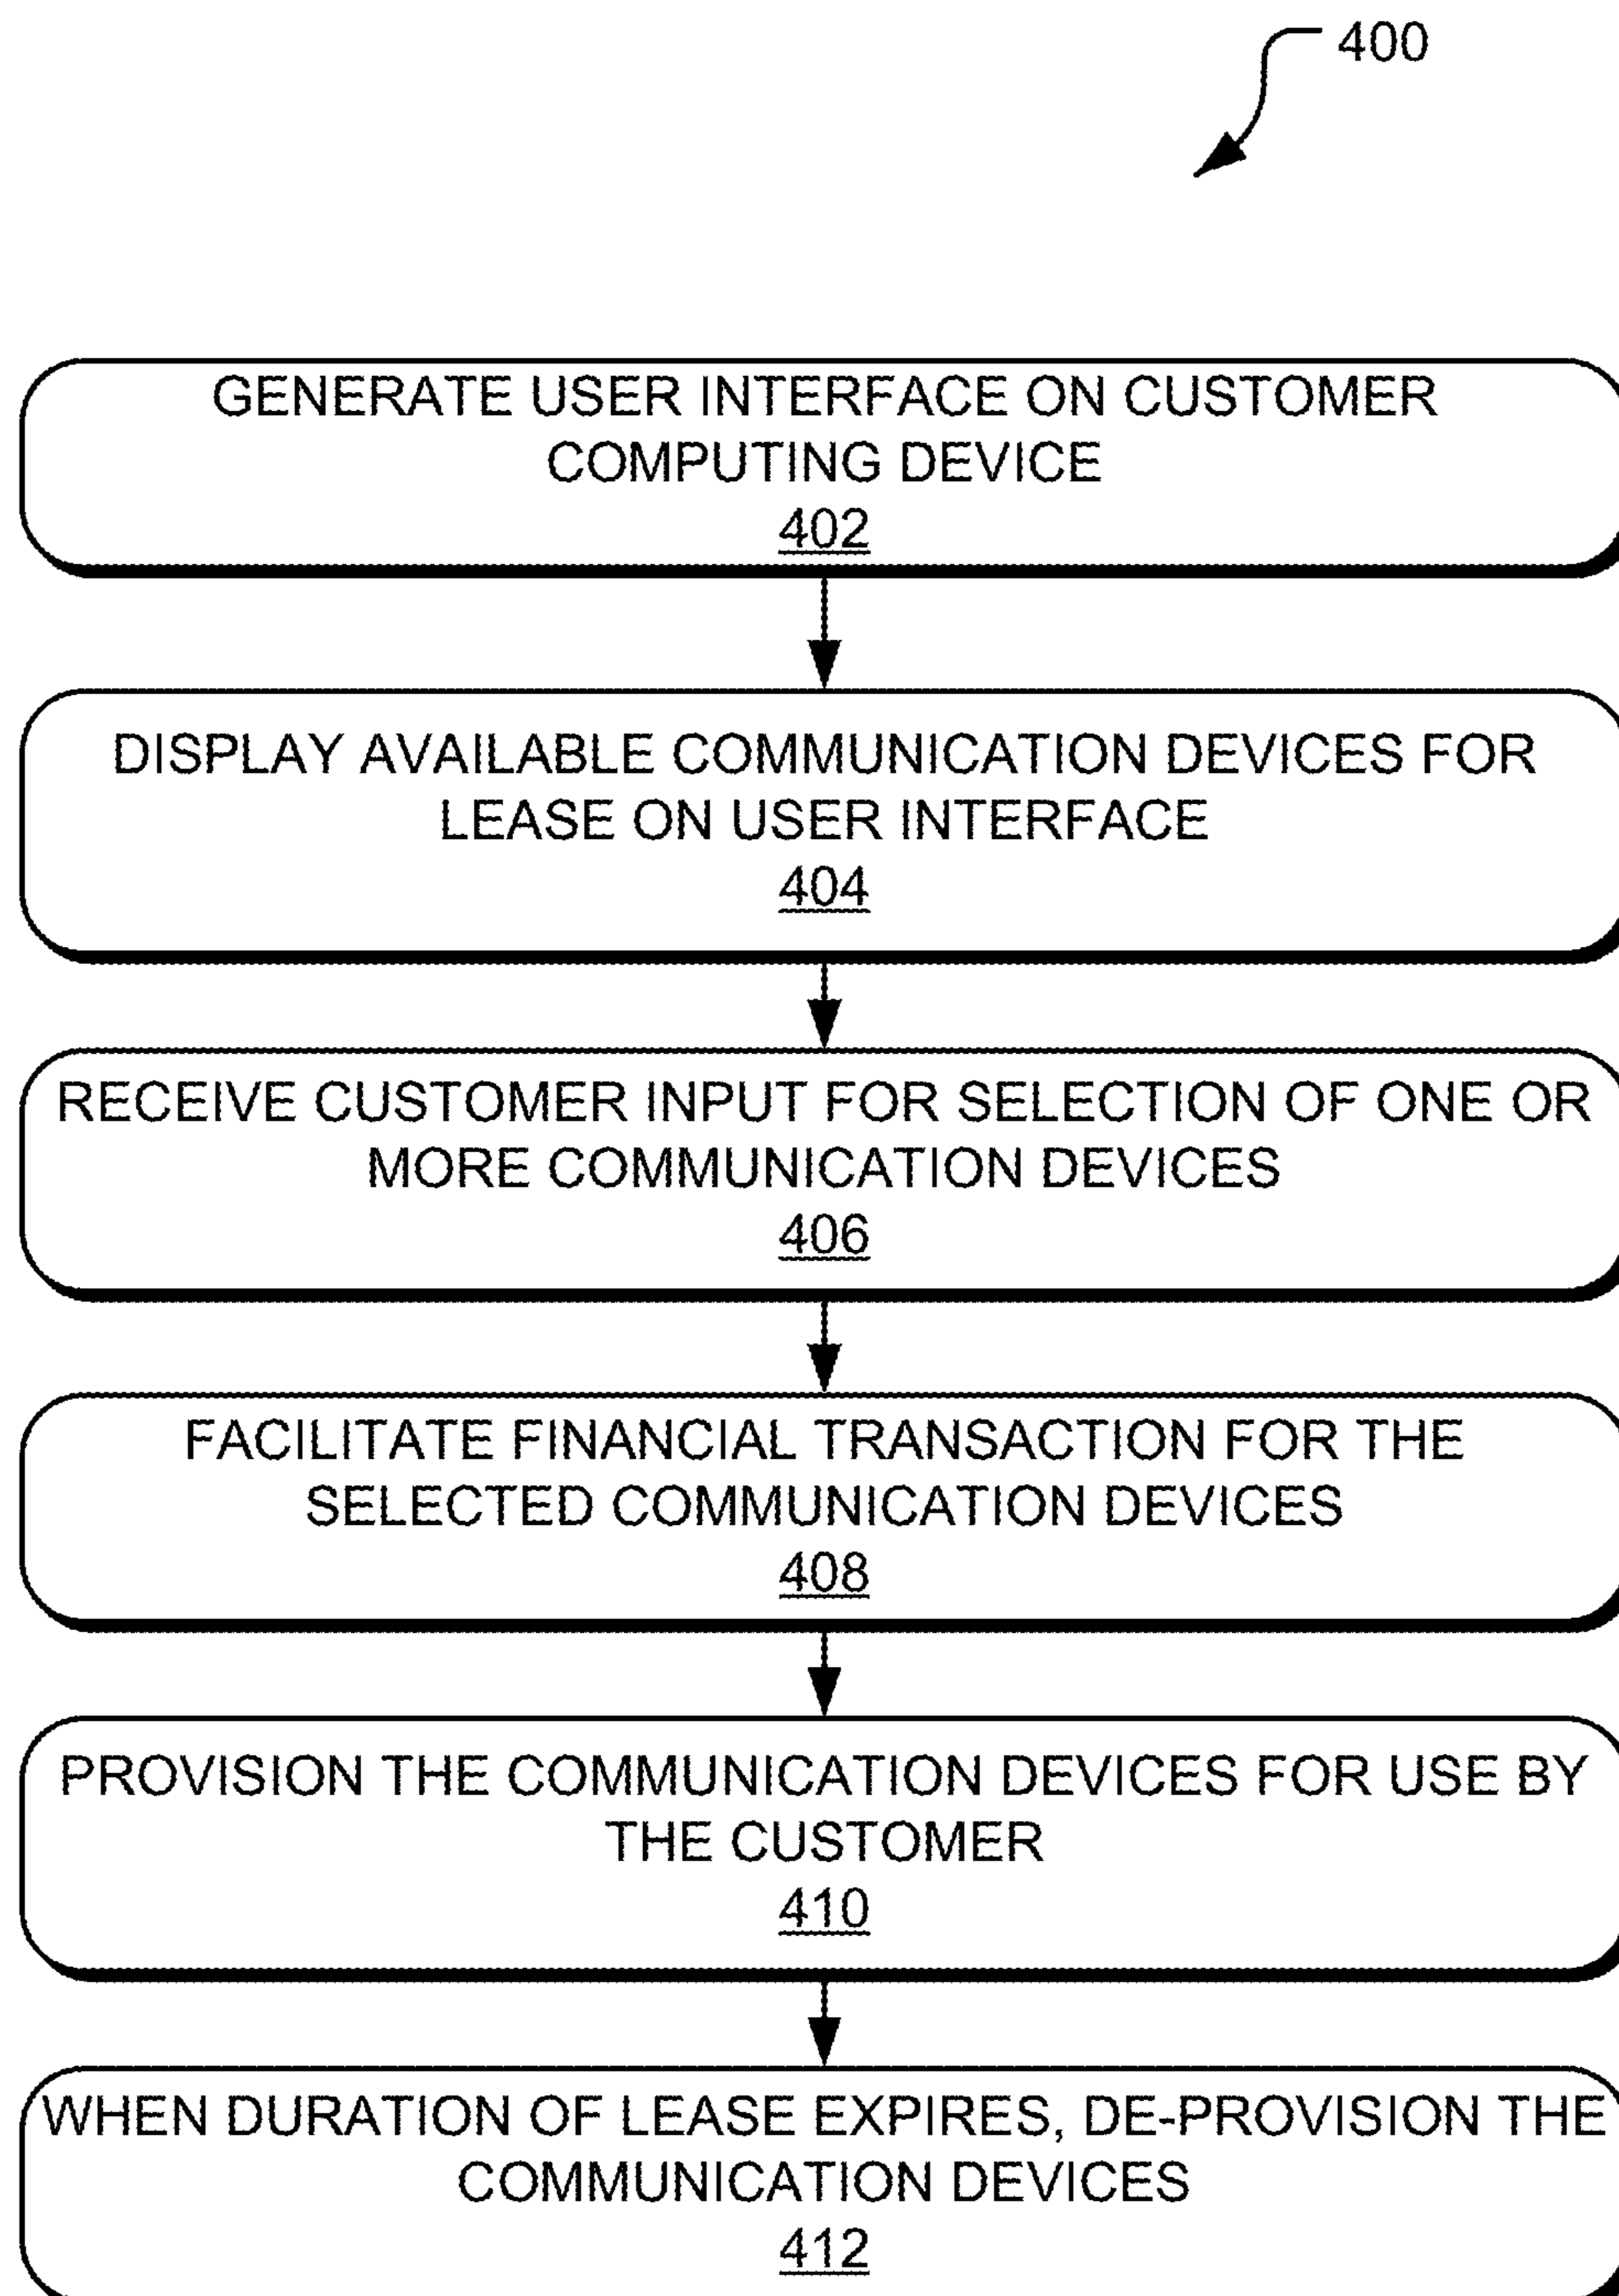 400
GENERATE USER INTERFACE ON CUSTOMER
COMPUTING DEVICE
402
DISPLAY AVAILABLE COMMUNICATION DEVICES FOR
LEASE ON USER INTERFACE
404
RECEIVE CUSTOMER INPUT FOR SELECTION OF ONE OR
MORE COMMUNICATION DEVICES
406
FACILITATE FINANCIAL TRANSACTION FOR THE
SELECTED COMMUNICATION DEVICES
408
PROVISION THE COMMUNICATION DEVICES FOR USE BY
THE CUSTOMER
410
WHEN DURATION OF LEASE EXPIRES, DE-PROVISION THE
COMMUNICATION DEVICES
412